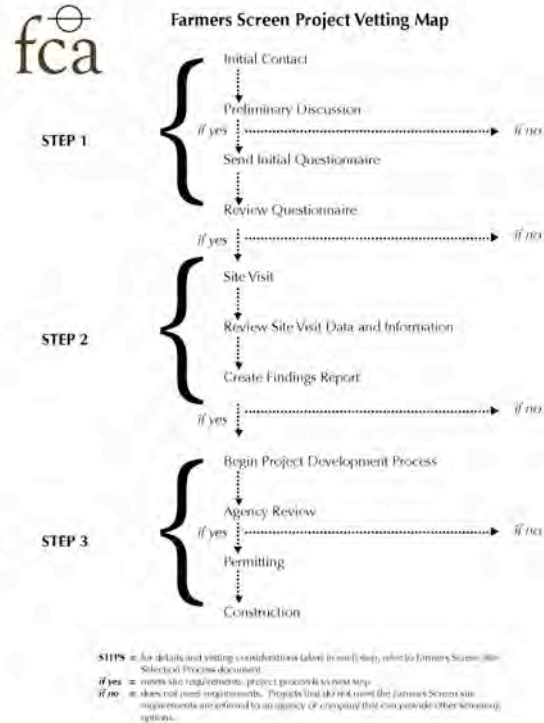 fca
Farmers Screen Project Vetting Map
Initial Contact
Preliminary Discussion
STEP 1
if yes
if no
Send Initial Questionnaire
Review Questionnaire
if yes
if no
Site Visit
STEP 2
Review Site Visit Data and Information
Create Findings Report
if yes
if no
Begin Project Development Process
Agency Review
STEP 3
if yes
if no
Permitting
Construction
STEPS = for details and vetting considerations taken in each step, refer to Farmers Screen Site
Selection Process document
if yes = meets site requirements, project proceeds to next step
if no = does not meet requirements. Projects that do not meet the Farmers Screen site
requirements are referred to an agency or company that can provide other screening
options.